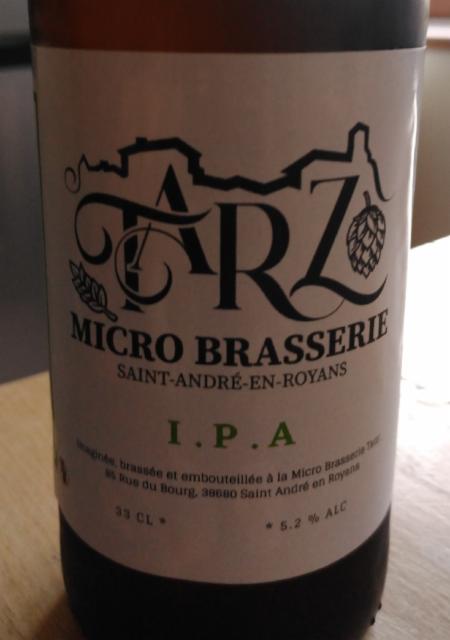 TARZ
MICRO BRASSERIE
SAINT-ANDRÉ-EN-ROYANS
I.P.A
Imaginée, brassée et embouteillée à la Micro Brasserie TARZ.
85 Rue du Bourg, 38680 Saint André en Royans
33 CL *
* 5.2 % ALC